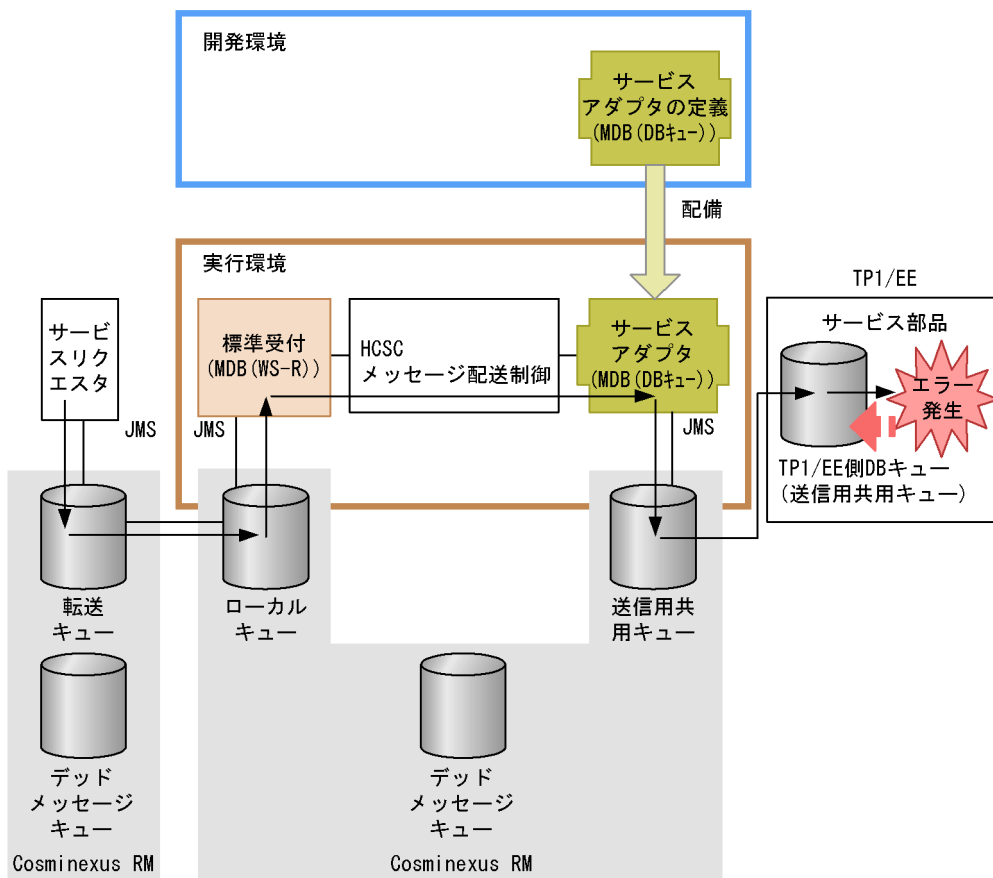 開発環境
サービス
アダプタの定義
(MDB(DBキュー))
配備
実行環境
TP1/EE
サービ
スリク
エスタ
標準受付
(MDB(WS-R))
HCSC
メッセージ配送制御
サービス
アダプタ
(MDB(DBキュー))
サービス部品
エラー
発生
JMS
JMS
JMS
TP1/EE側DBキュー
(送信用共用キュー)
転送
キュー
ローカル
キュー
送信用共
用キュー
デッド
メッセージ
キュー
デッド
メッセージ
キュー
Cosminexus RM
Cosminexus RM